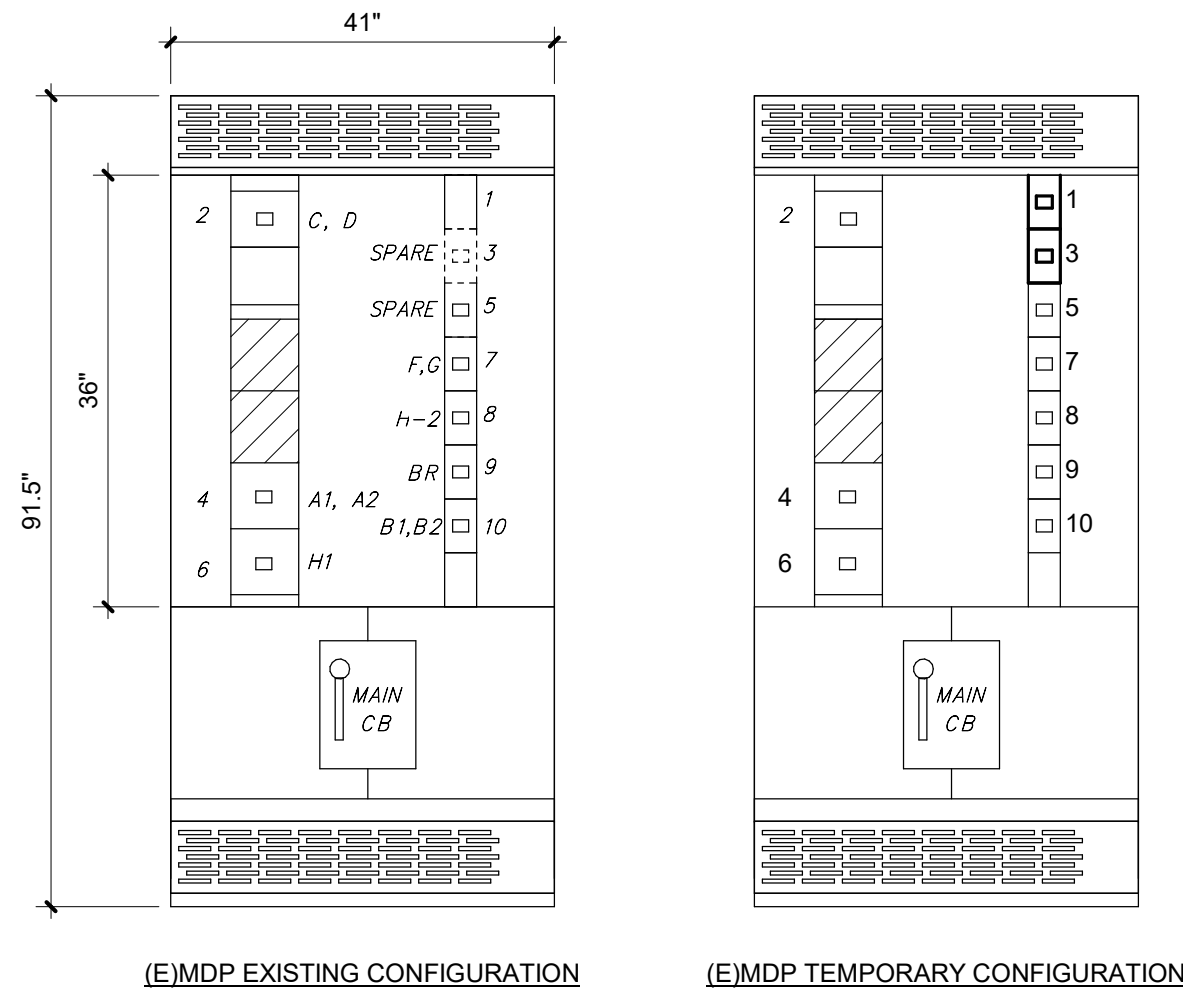 41"
91.5"
36"
2
C, D
1
SPARE
3
SPARE
5
F,G
7
H-2
8
BR
9
4
A1, A2
B1,B2
10
6
H1
MAIN
CB
(E)MDP EXISTING CONFIGURATION
2
1
3
5
7
8
9
4
10
6
MAIN
CB
(E)MDP TEMPORARY CONFIGURATION